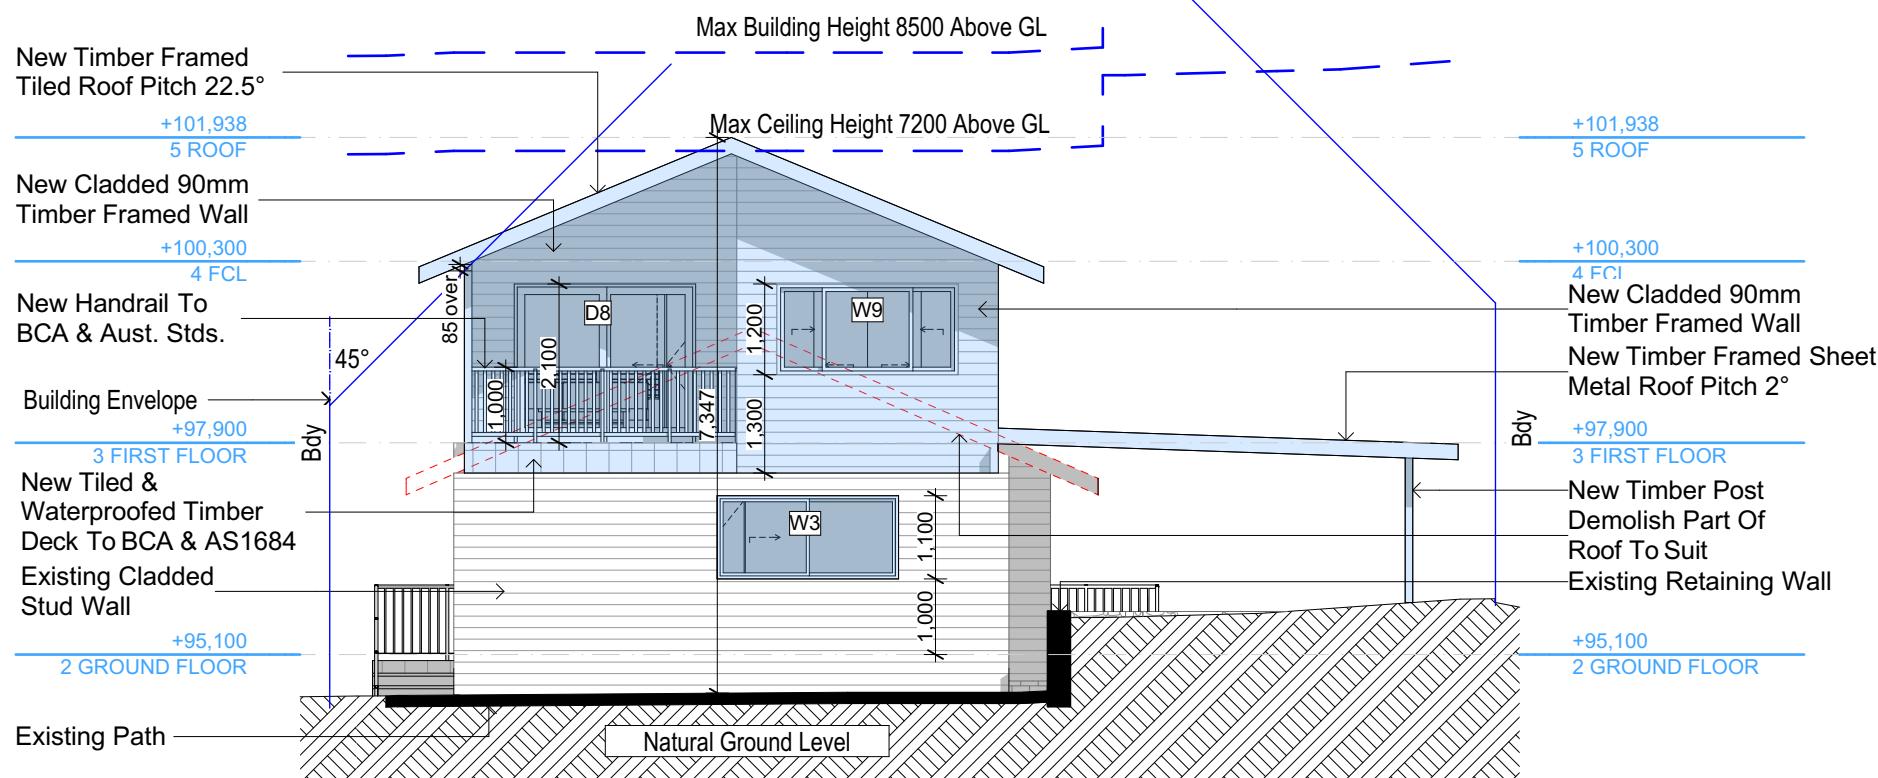 Max Building Height 8500 Above GL
New Timber Framed
Tiled Roof Pitch 22.5°
+101,938
5 ROOF
Max Ceiling Height 7200 Above GL
+101,938
5 ROOF
New Cladded 90mm
Timber Framed Wall
+100,300
4 FCL
+100,300
4 FCL
New Handrail To
BCA & Aust. Stds.
85 over
D8
W9
1,200
2,100
New Cladded 90mm
Timber Framed Wall
45°
New Timber Framed Sheet
Metal Roof Pitch 2°
Building Envelope
1,000
7,347
1,300
Bdy
Bdy
+97,900
3 FIRST FLOOR
+97,900
3 FIRST FLOOR
New Tiled &
Waterproofed Timber
Deck To BCA & AS1684
W3
1,100
New Timber Post
Demolish Part Of
Roof To Suit
Existing Cladded
Stud Wall
Existing Retaining Wall
1,000
+95,100
2 GROUND FLOOR
+95,100
2 GROUND FLOOR
Existing Path
Natural Ground Level